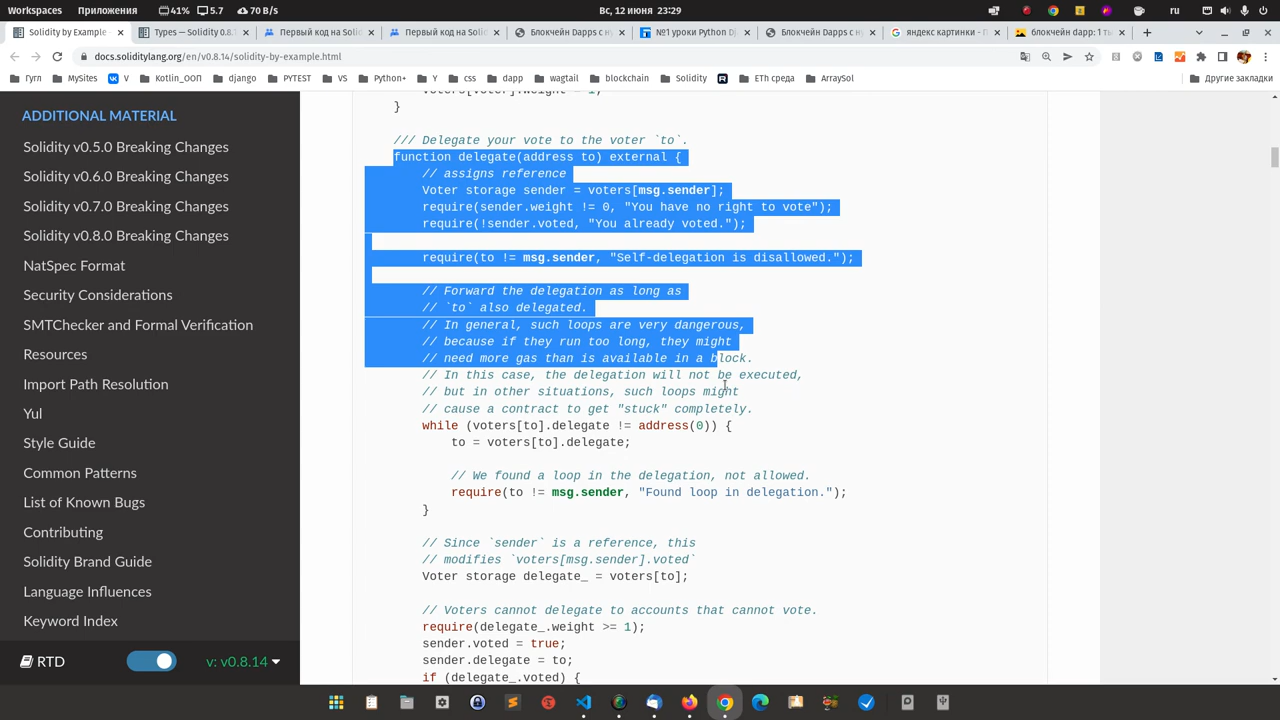 Workspaces Приложения 41% 5.7 70 B/s Вс, 12 июня 23:29 ru
Solidity by Example Types — Solidity 0.8. Первый код на Solid Первый код на Solid Блокчейн Dapps с ну №1 уроки Python Dj Блокчейн Dapps с ну яндекс картинки - П блокчейн dapp: 1 ты
docs.soliditylang.org/en/v0.8.14/solidity-by-example.html
Гугл MySites V Kotlin_ООП django PYTEST VS Python+ Y css dapp wagtail blockchain Solidity ETh среда ArraySol Другие закладки
ADDITIONAL MATERIAL
Solidity v0.5.0 Breaking Changes
Solidity v0.6.0 Breaking Changes
Solidity v0.7.0 Breaking Changes
Solidity v0.8.0 Breaking Changes
NatSpec Format
Security Considerations
SMTChecker and Formal Verification
Resources
Import Path Resolution
Yul
Style Guide
Common Patterns
List of Known Bugs
Contributing
Solidity Brand Guide
Language Influences
Keyword Index
RTD v: v0.8.14
voters[voter].weight = 1;
}
/// Delegate your vote to the voter `to`.
function delegate(address to) external {
// assigns reference
Voter storage sender = voters[msg.sender];
require(sender.weight != 0, "You have no right to vote");
require(!sender.voted, "You already voted.");
require(to != msg.sender, "Self-delegation is disallowed.");
// Forward the delegation as long as
// `to` also delegated.
// In general, such loops are very dangerous,
// because if they run too long, they might
// need more gas than is available in a block.
// In this case, the delegation will not be executed,
// but in other situations, such loops might
// cause a contract to get "stuck" completely.
while (voters[to].delegate != address(0)) {
to = voters[to].delegate;
// We found a loop in the delegation, not allowed.
require(to != msg.sender, "Found loop in delegation.");
}
// Since `sender` is a reference, this
// modifies `voters[msg.sender].voted`
Voter storage delegate_ = voters[to];
// Voters cannot delegate to accounts that cannot vote.
require(delegate_.weight >= 1);
sender.voted = true;
sender.delegate = to;
if (delegate_.voted) {